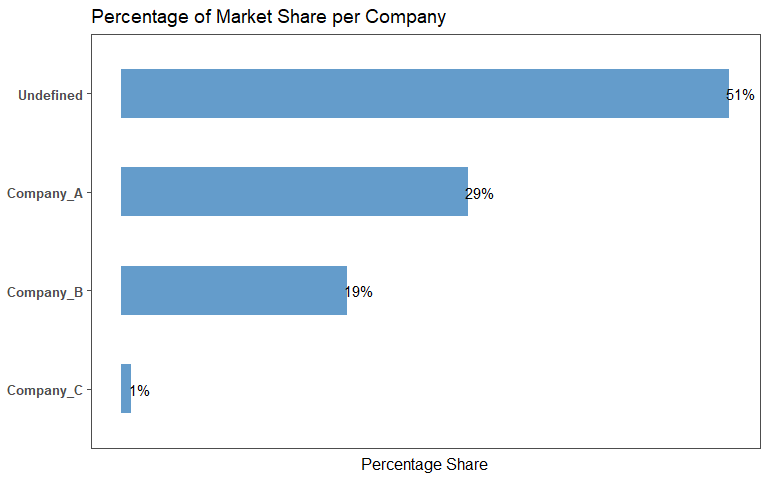 Percentage of Market Share per Company
Undefined 51%
Company_A 29%
Company_B 19%
Company_C 1%
Percentage Share